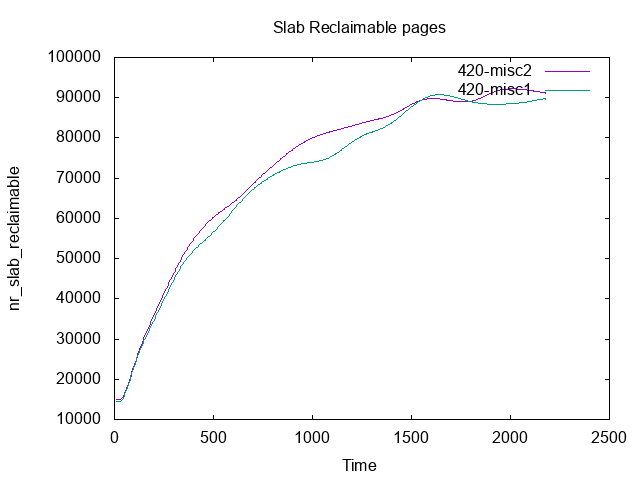 Slab Reclaimable pages
100000
90000
80000
70000
60000
50000
40000
30000
20000
10000
0 500 1000 1500 2000 2500
nr_slab_reclaimable
Time
420-misc2
420-misc1